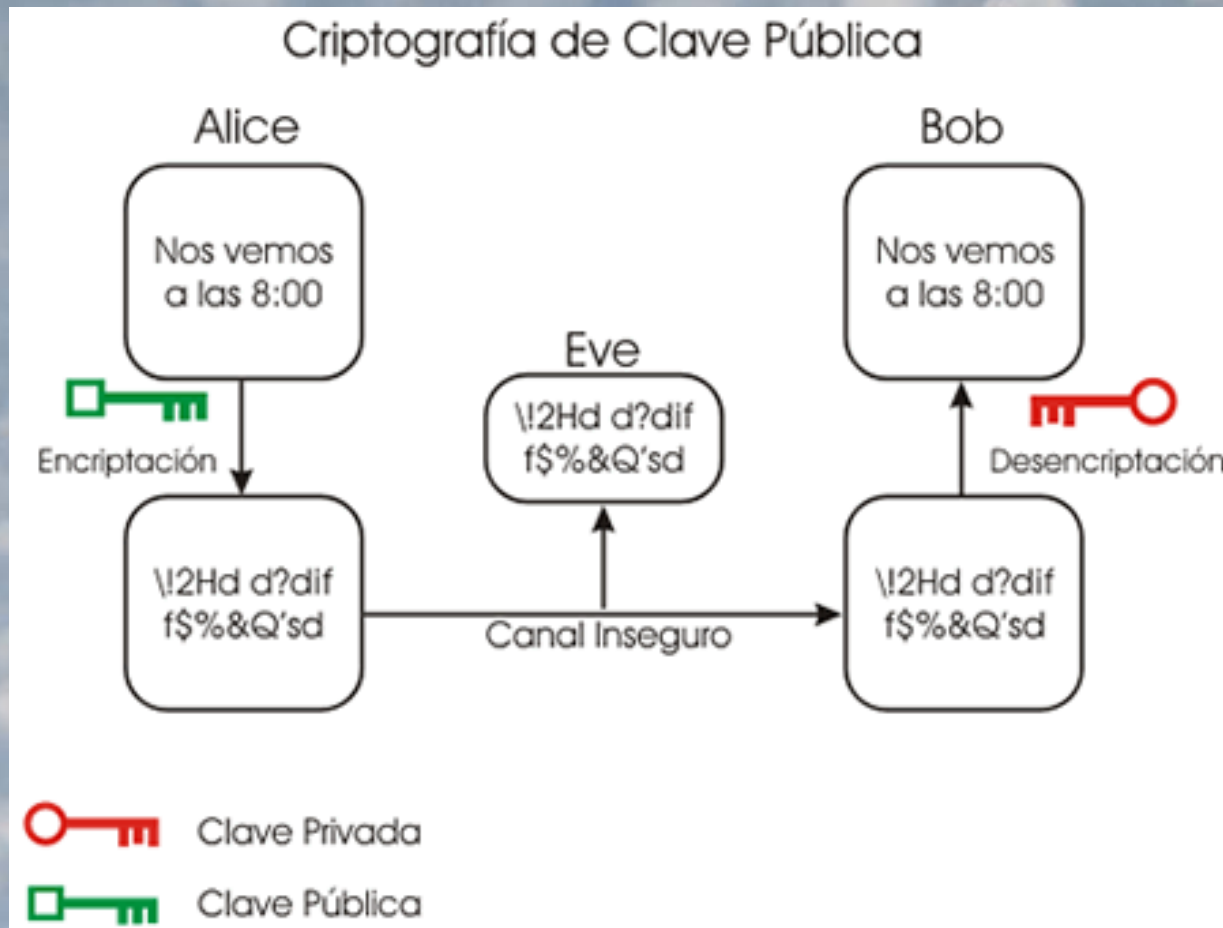 Criptografía de Clave Pública
Alice
Bob
Nos vemos
a las 8:00
Nos vemos
a las 8:00
Eve
\!2Hd d?dif
f$%&Q'sd
Encriptación
Desencriptación
\!2Hd d?dif
f$%&Q'sd
\!2Hd d?dif
f$%&Q'sd
Canal Inseguro
Clave Privada
Clave Pública